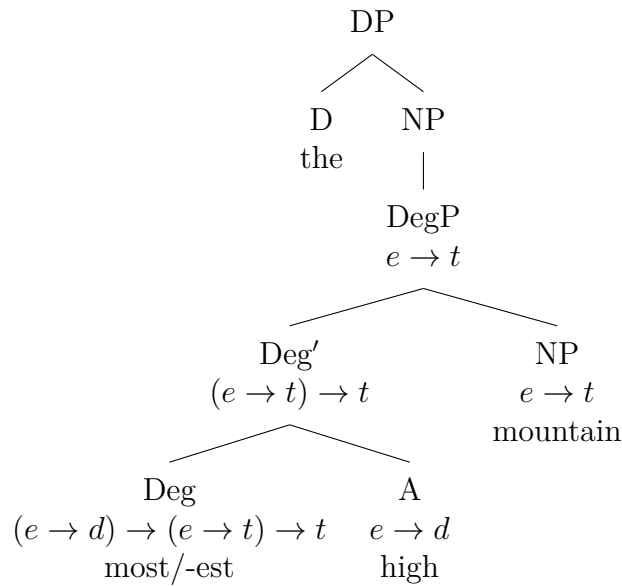 DP
D NP
the
DegP
e → t
Deg′ NP
(e → t) → t e → t
mountain
Deg A
(e → d) → (e → t) → t e → d
most/-est high